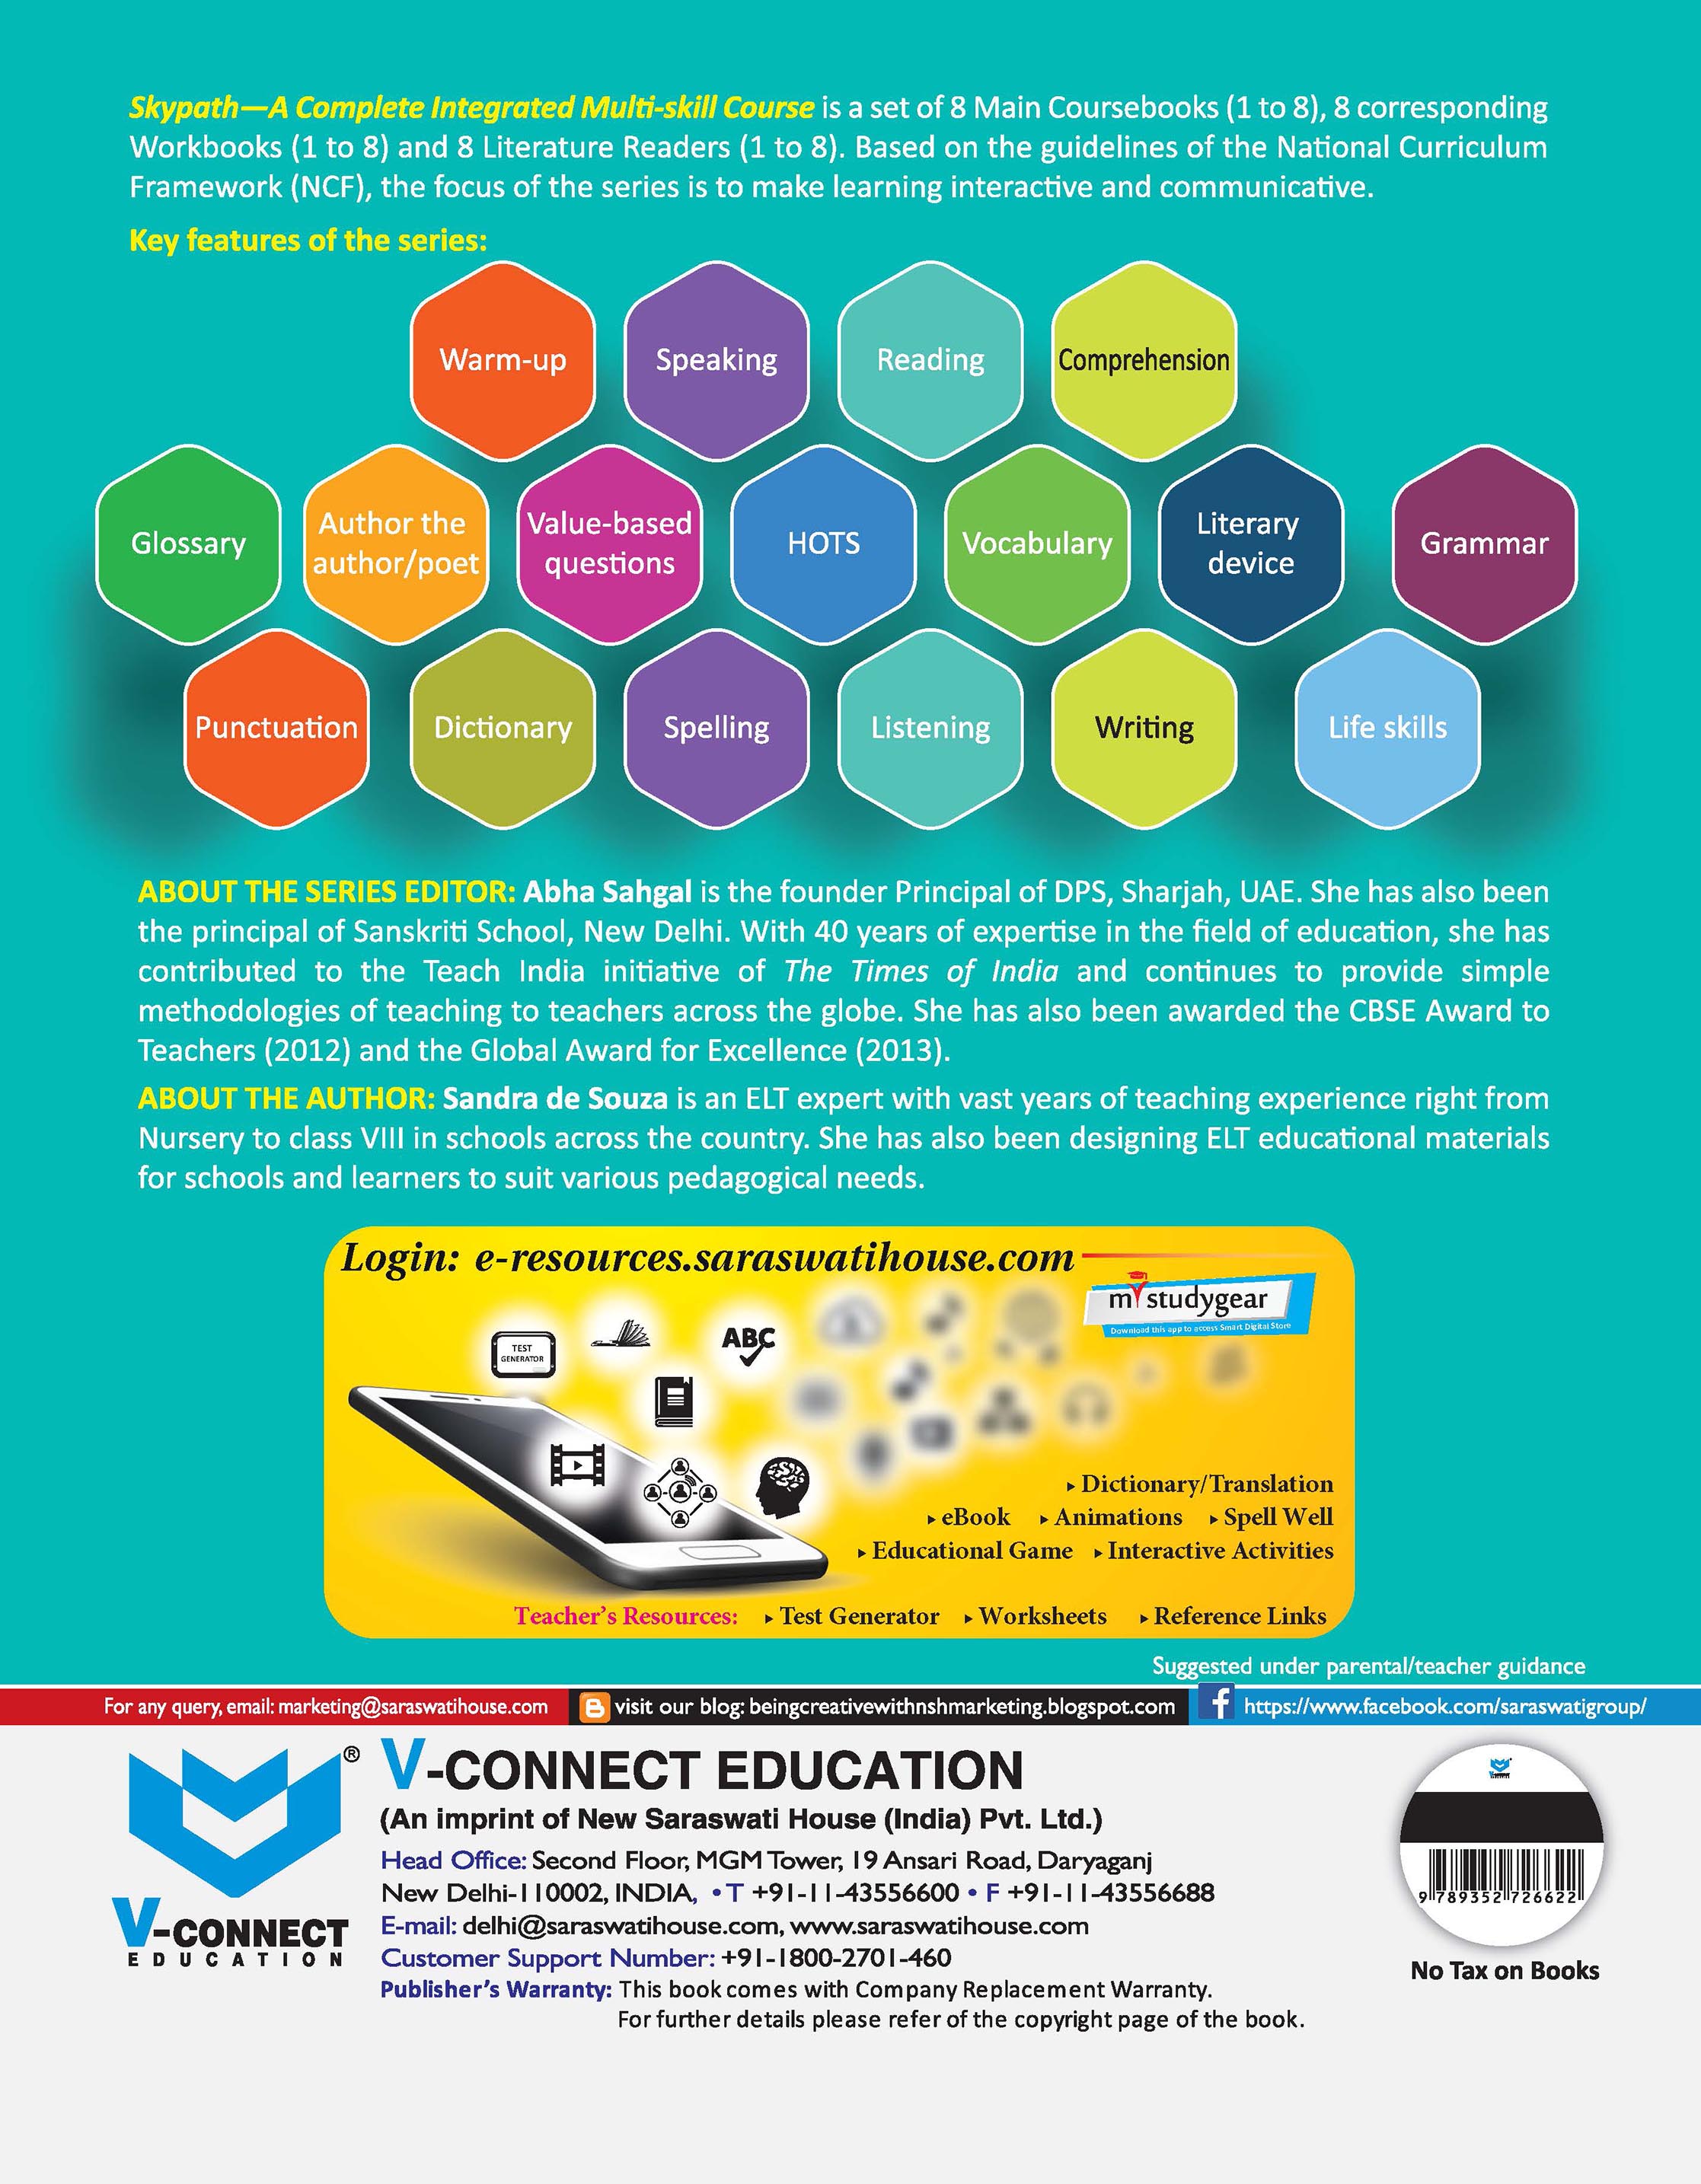 Skypath—A Complete Integrated Multi-skill Course is a set of 8 Main Coursebooks (1 to 8), 8 corresponding
Workbooks (1 to 8) and 8 Literature Readers (1 to 8). Based on the guidelines of the National Curriculum
Framework (NCF), the focus of the series is to make learning interactive and communicative.
Key features of the series:
Warm-up
Speaking
Reading
Comprehension
Glossary
Author the
author/poet
Value-based
questions
HOTS
Vocabulary
Literary
device
Grammar
Punctuation
Dictionary
Spelling
Listening
Writing
Life skills
ABOUT THE SERIES EDITOR: Abha Sahgal is the founder Principal of DPS, Sharjah, UAE. She has also been
the principal of Sanskriti School, New Delhi. With 40 years of expertise in the field of education, she has
contributed to the Teach India initiative of The Times of India and continues to provide simple
methodologies of teaching to teachers across the globe. She has also been awarded the CBSE Award to
Teachers (2012) and the Global Award for Excellence (2013).
ABOUT THE AUTHOR: Sandra de Souza is an ELT expert with vast years of teaching experience right from
Nursery to class VIII in schools across the country. She has also been designing ELT educational materials
for schools and learners to suit various pedagogical needs.
Login: e-resources.saraswatihouse.com
mystudygear
Download this app to access Smart Digital Store
TEST
GENERATOR
ABC
▸ Dictionary/Translation
▸ eBook ▸ Animations ▸ Spell Well
▸ Educational Game ▸ Interactive Activities
Teacher's Resources: ▸ Test Generator ▸ Worksheets ▸ Reference Links
Suggested under parental/teacher guidance
For any query, email: marketing@saraswatihouse.com
visit our blog: beingcreativewithnshmarketing.blogspot.com
https://www.facebook.com/saraswatigroup/
®
V-CONNECT
EDUCATION
V-CONNECT EDUCATION
(An imprint of New Saraswati House (India) Pvt. Ltd.)
Head Office: Second Floor, MGM Tower, 19 Ansari Road, Daryaganj
New Delhi-110002, INDIA, • T +91-11-43556600 • F +91-11-43556688
E-mail: delhi@saraswatihouse.com, www.saraswatihouse.com
Customer Support Number: +91-1800-2701-460
Publisher's Warranty: This book comes with Company Replacement Warranty.
For further details please refer of the copyright page of the book.
9 789352 726622
No Tax on Books